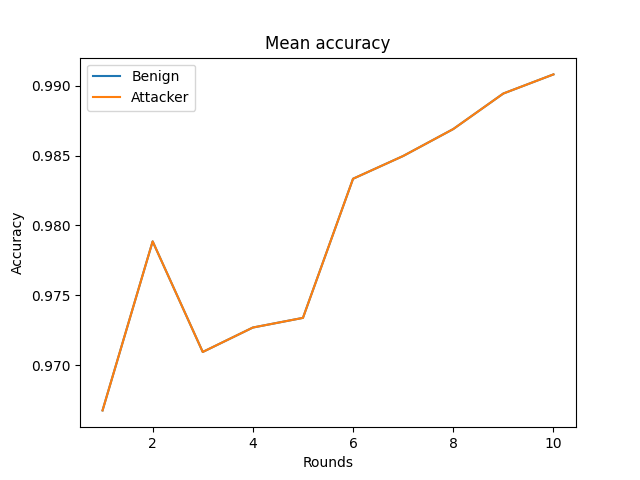 Mean accuracy
Benign
Attacker
0.990
0.985
0.980
0.975
0.970
Accuracy
2 4 6 8 10
Rounds